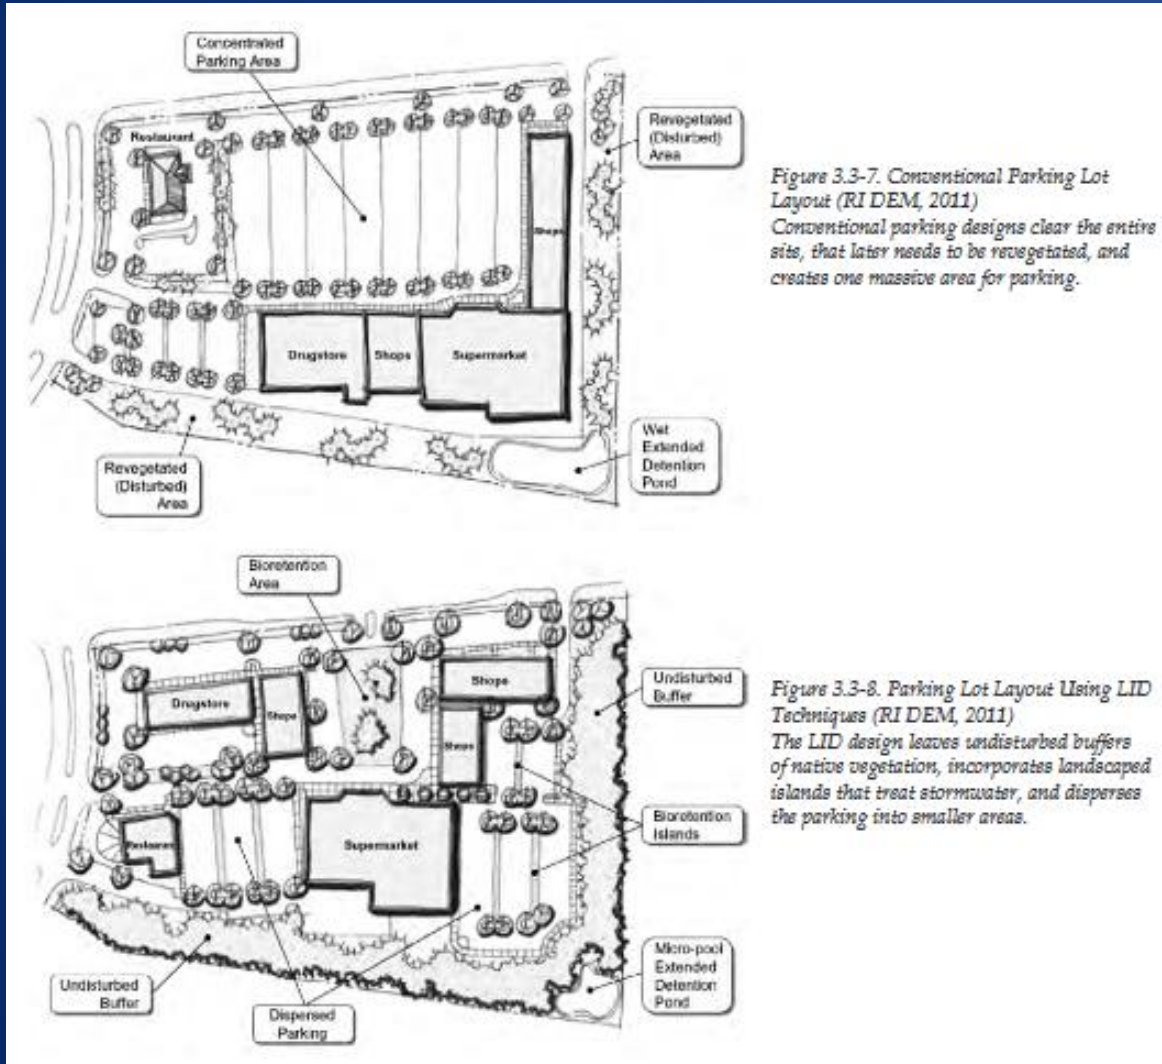 Concentrated
Parking Area
Restaurant
Revegetated
(Disturbed)
Area
Shops
Drugstore
Shops
Supermarket
Wet
Extended
Detention
Pond
Revegetated
(Disturbed)
Area
Figure 3.3-7. Conventional Parking Lot
Layout (RI DEM, 2011)
Conventional parking designs clear the entire
site, that later needs to be revegetated, and
creates one massive area for parking.
Bioretention
Area
Drugstore
Shops
Shops
Shops
Undisturbed
Buffer
Restaurant
Supermarket
Bioretention
Islands
Undisturbed
Buffer
Dispersed
Parking
Micro-pool
Extended
Detention
Pond
Figure 3.3-8. Parking Lot Layout Using LID
Techniques (RI DEM, 2011)
The LID design leaves undisturbed buffers
of native vegetation, incorporates landscaped
islands that treat stormwater, and disperses
the parking into smaller areas.